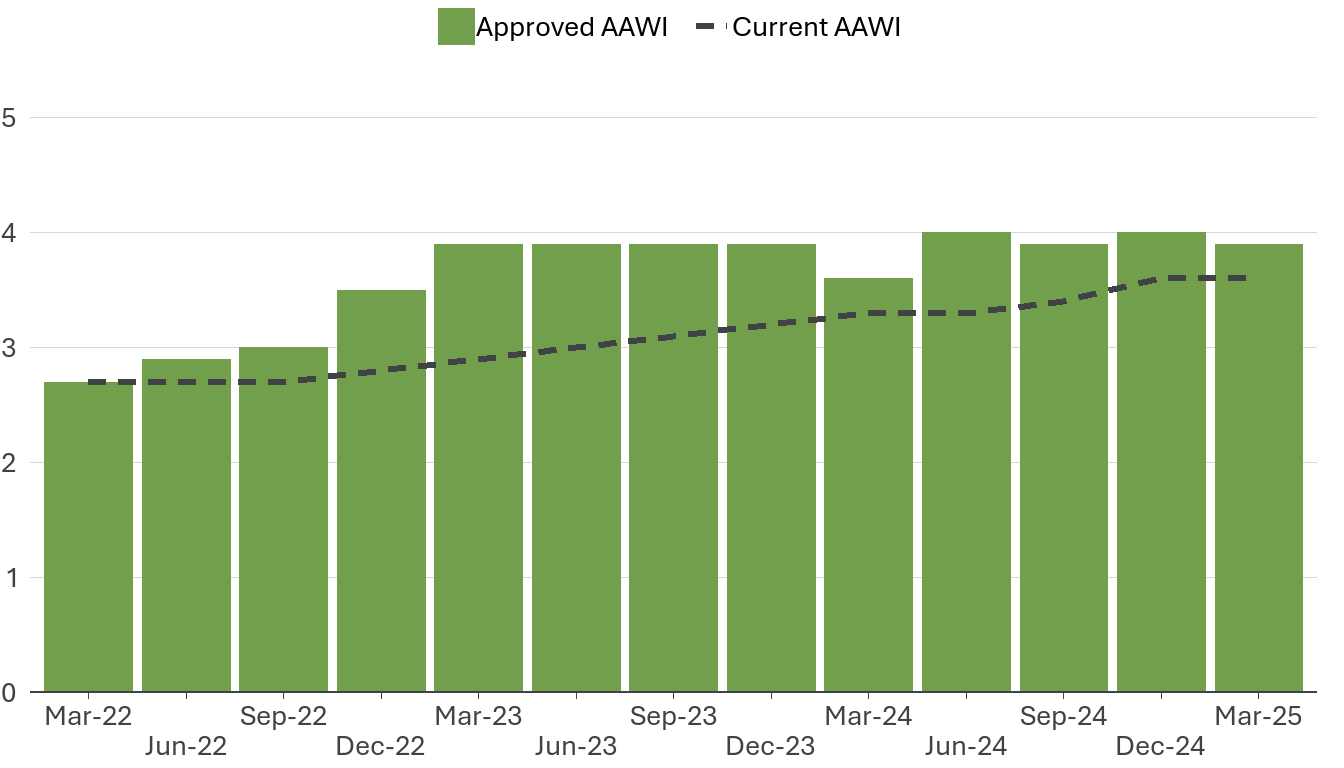 Approved AAWI Current AAWI
5
4
3
2
1
0
Mar-22 Sep-22 Mar-23 Sep-23 Mar-24 Sep-24 Mar-25
Jun-22 Dec-22 Jun-23 Dec-23 Jun-24 Dec-24